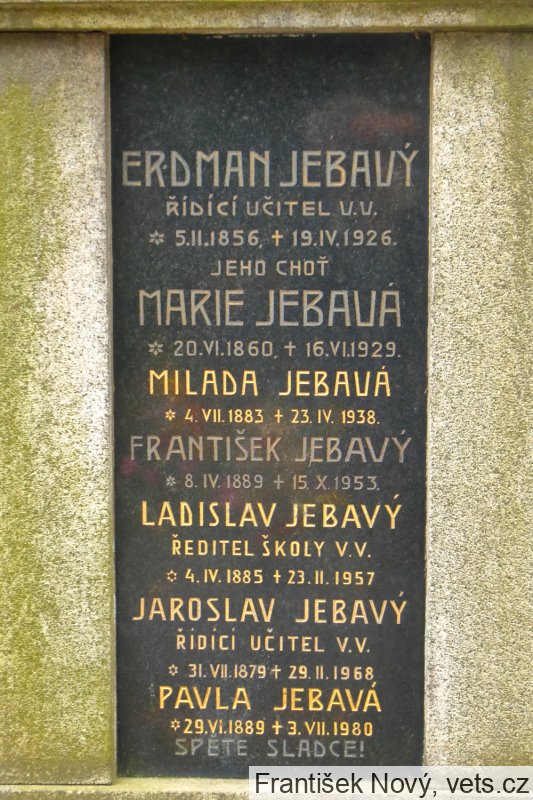 ERDMAN JEBAVÝ
ŘÍDÍCÍ UČITEL V.V.
✡ 5.II.1856, ✝ 19.IV.1926.
JEHO CHOŤ
MARIE JEBAVÁ
✡ 20.VI.1860, ✝ 16.VI.1929.
MILADA JEBAVÁ
✡ 4.VII.1883 ✝ 23.IV.1938.
FRANTIŠEK JEBAVÝ
✡ 8.IV.1889 ✝ 15.X.1953.
LADISLAV JEBAVÝ
ŘEDITEL ŠKOLY V.V.
✡ 4.IV.1885 ✝ 23.II.1957
JAROSLAV JEBAVÝ
ŘÍDÍCÍ UČITEL V.V.
✡ 31.VII.1879 ✝ 29.II.1968
PAVLA JEBAVÁ
✡ 29.VI.1889 ✝ 3.VII.1980
SPĚTE SLADCE!
František Nový, vets.cz